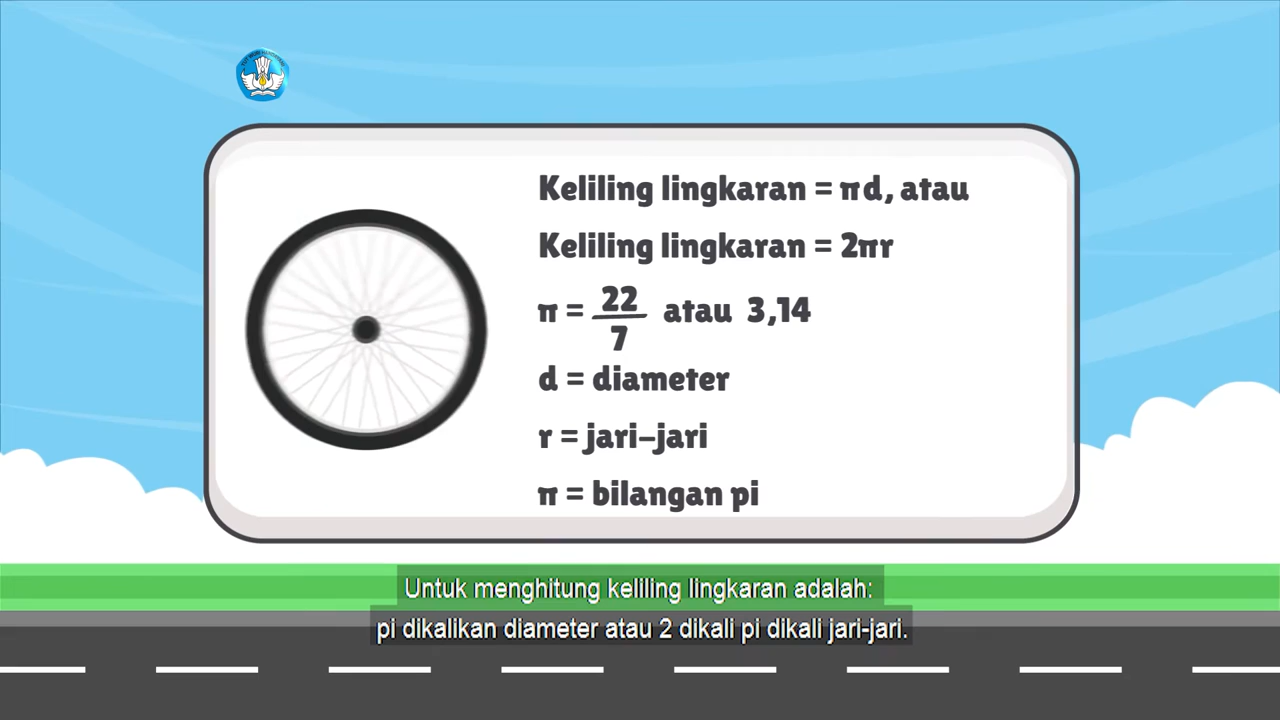 Keliling lingkaran = πd, atau
Keliling lingkaran = 2πr
π = 22/7 atau 3,14
d = diameter
r = jari-jari
π = bilangan pi
Untuk menghitung keliling lingkaran adalah:
pi dikalikan diameter atau 2 dikali pi dikali jari-jari.